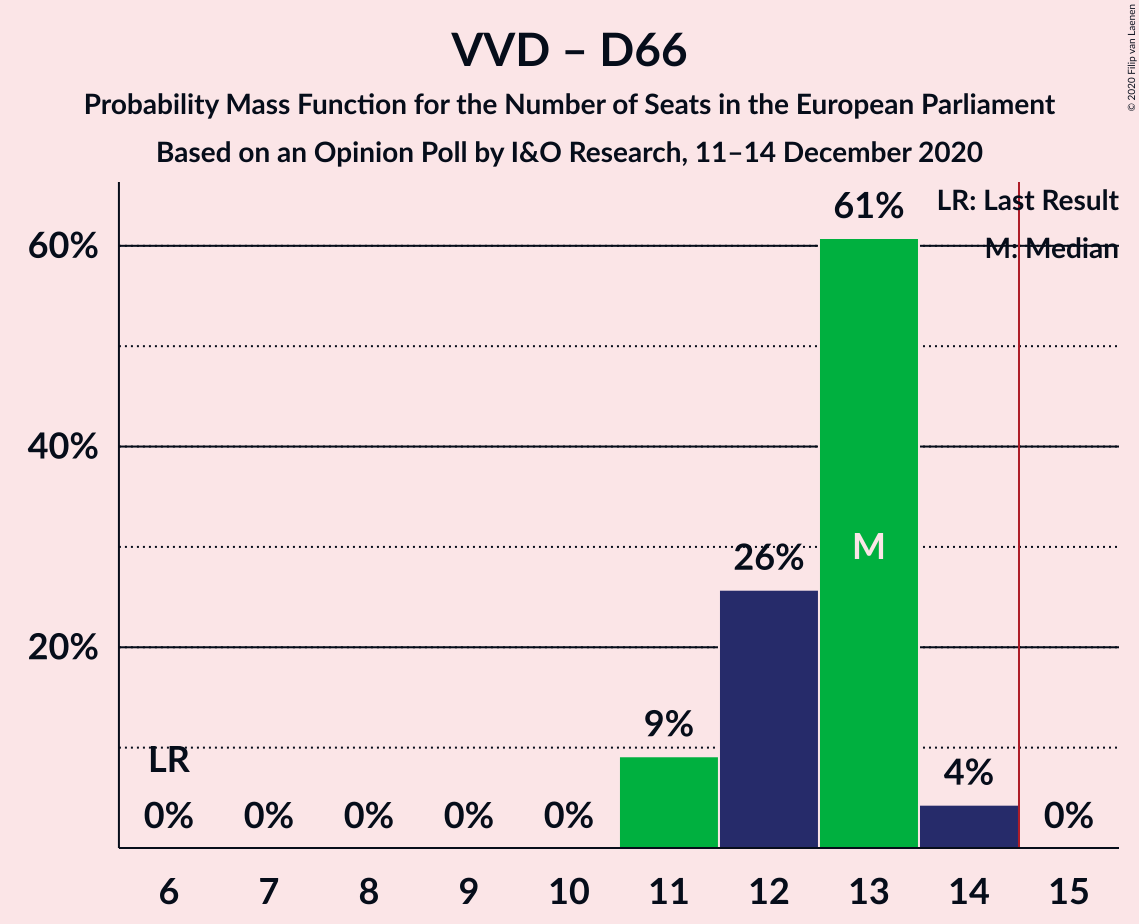 VVD – D66
Probability Mass Function for the Number of Seats in the European Parliament
Based on an Opinion Poll by I&O Research, 11–14 December 2020
© 2020 Filip van Laenen
LR: Last Result
M: Median
60%
40%
20%
LR
0%
0%
0%
0%
0%
9%
26%
61%
M
4%
0%
6 7 8 9 10 11 12 13 14 15